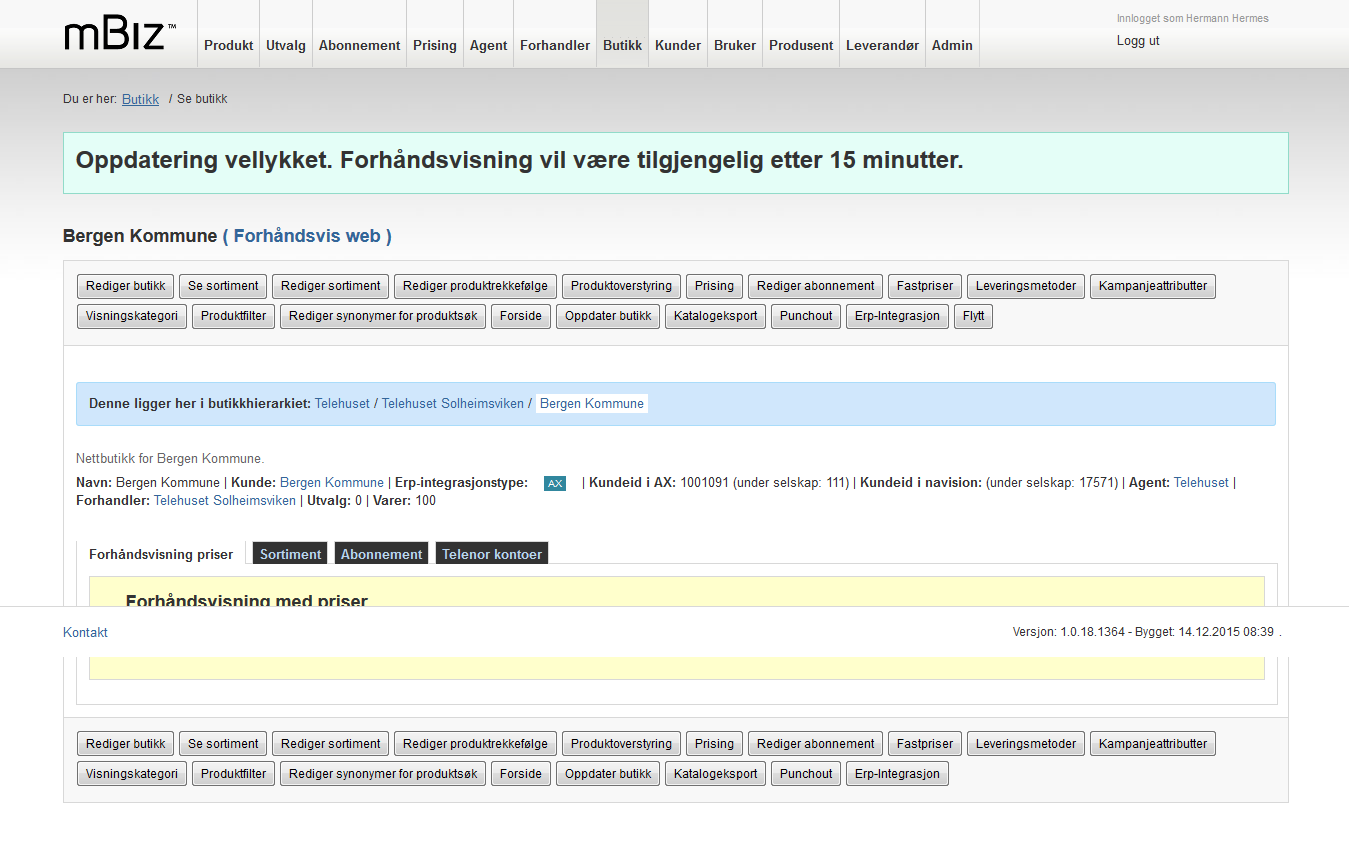 mBIZ™
Produkt Utvalg Abonnement Prising Agent Forhandler Butikk Kunder Bruker Produsent Leverandør Admin
Innlogget som Hermann Hermes
Logg ut
Du er her: Butikk / Se butikk
Oppdatering vellykket. Forhåndsvisning vil være tilgjengelig etter 15 minutter.
Bergen Kommune ( Forhåndsvis web )
Rediger butikk Se sortiment Rediger sortiment Rediger produktrekkefølge Produktoverstyring Prising Rediger abonnement Fastpriser Leveringsmetoder Kampanjeattributter
Visningskategori Produktfilter Rediger synonymer for produktsøk Forside Oppdater butikk Katalogeksport Punchout Erp-Integrasjon Flytt
Denne ligger her i butikkhierarkiet: Telehuset / Telehuset Solheimsviken / Bergen Kommune
Nettbutikk for Bergen Kommune.
Navn: Bergen Kommune | Kunde: Bergen Kommune | Erp-integrasjonstype: AX | Kundeid i AX: 1001091 (under selskap: 111) | Kundeid i navision: (under selskap: 17571) | Agent: Telehuset |
Forhandler: Telehuset Solheimsviken | Utvalg: 0 | Varer: 100
Forhåndsvisning priser Sortiment Abonnement Telenor kontoer
Forhåndsvisning med priser
Kontakt
Versjon: 1.0.18.1364 - Bygget: 14.12.2015 08:39 .
Rediger butikk Se sortiment Rediger sortiment Rediger produktrekkefølge Produktoverstyring Prising Rediger abonnement Fastpriser Leveringsmetoder Kampanjeattributter
Visningskategori Produktfilter Rediger synonymer for produktsøk Forside Oppdater butikk Katalogeksport Punchout Erp-Integrasjon